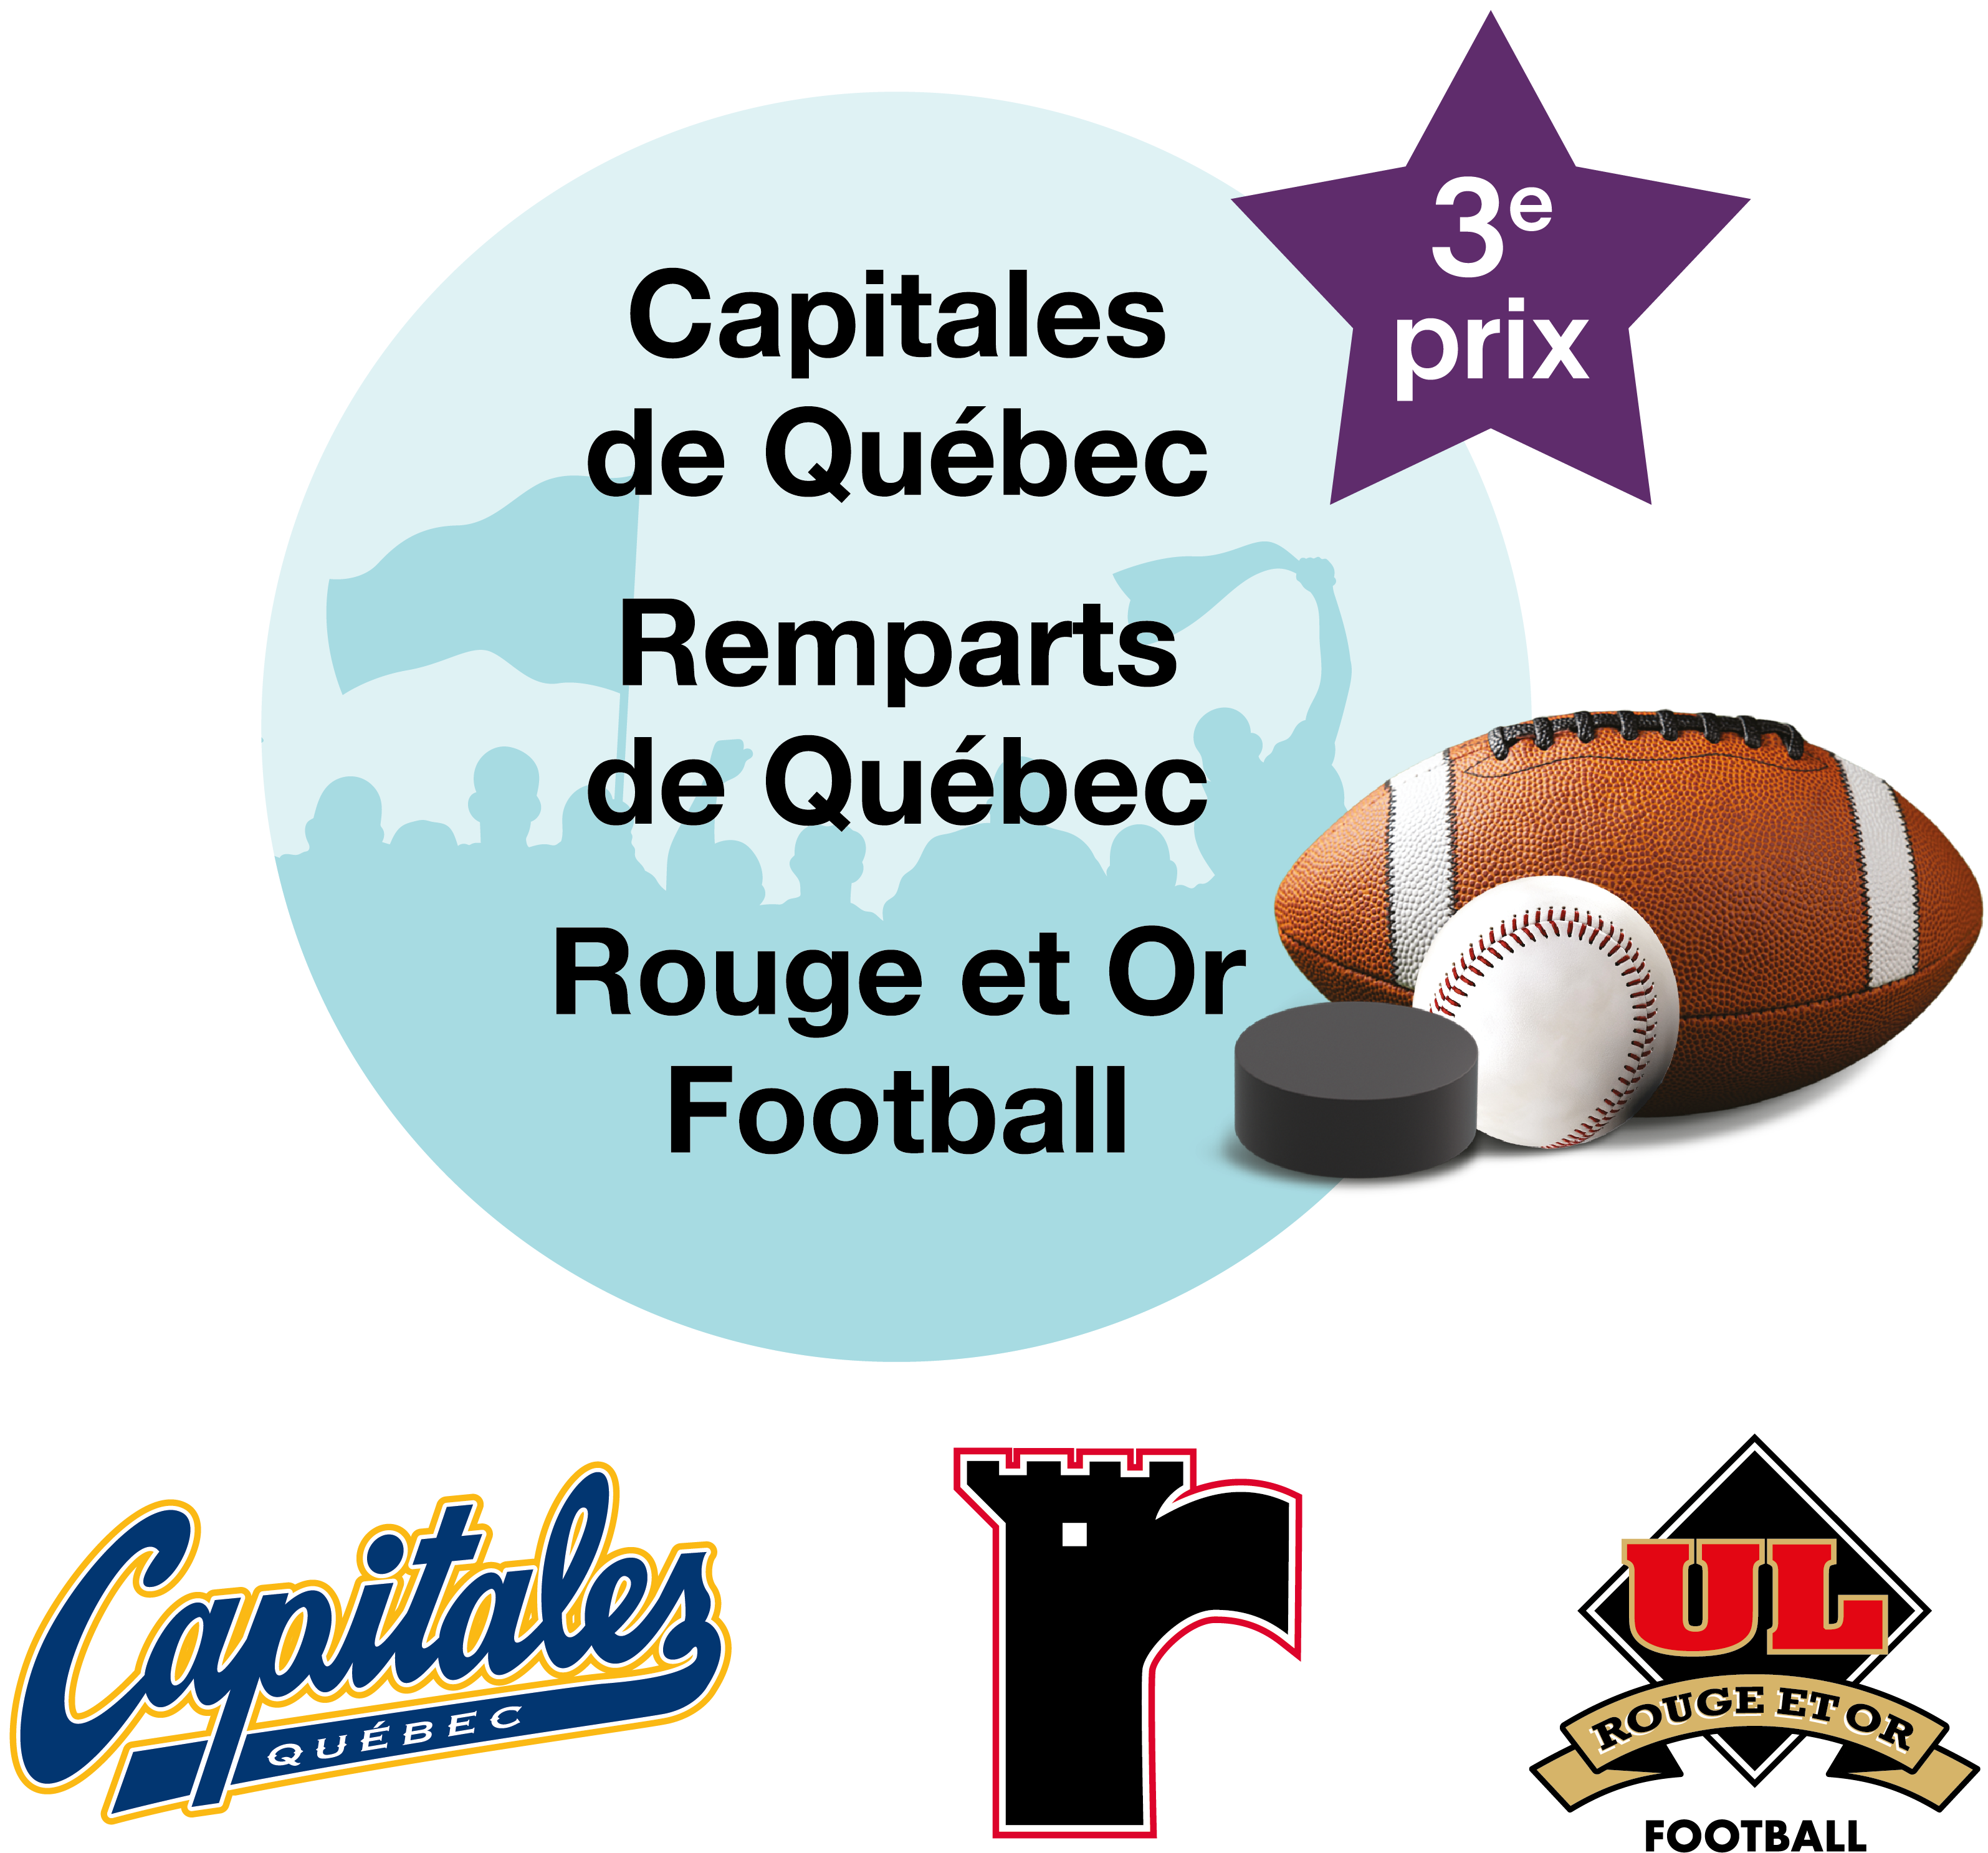 3e
prix
Capitales
de Québec
Remparts
de Québec
Rouge et Or
Football
Capitales
QUÉBEC
r
UL
ROUGE ET OR
FOOTBALL